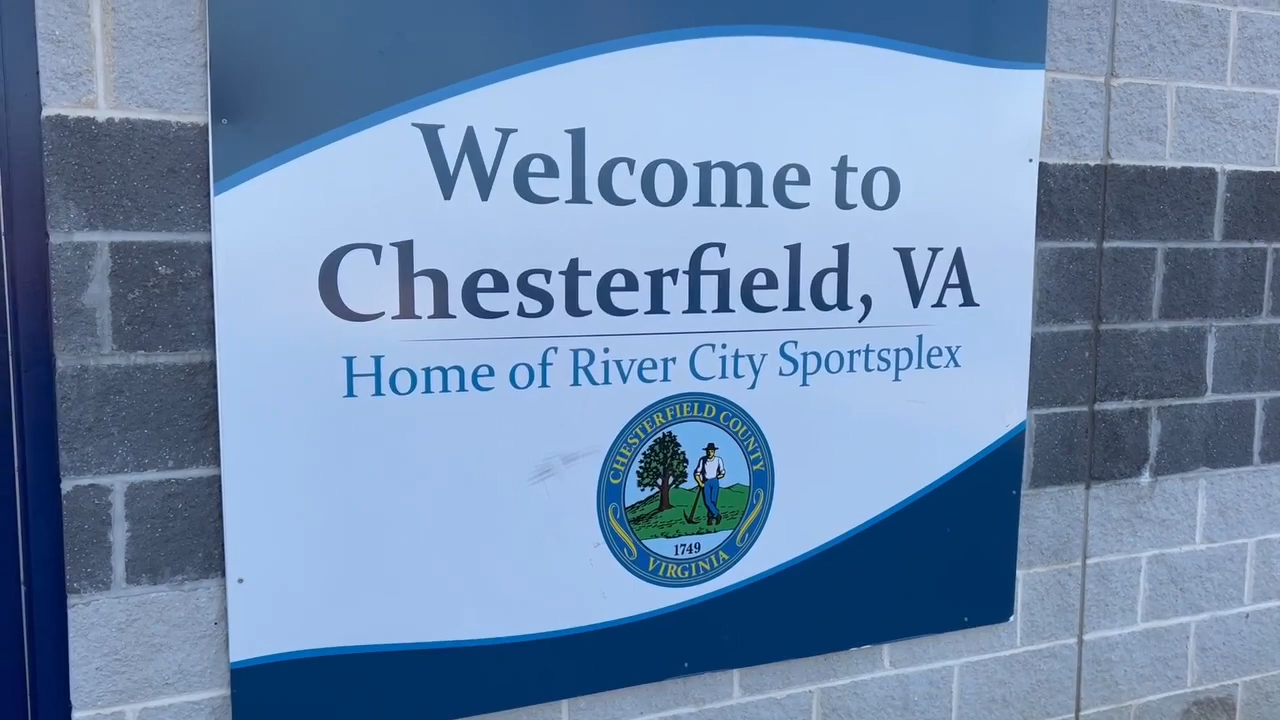 Welcome to
Chesterfield, VA
Home of River City Sportsplex
CHESTERFIELD COUNTY
1749
VIRGINIA